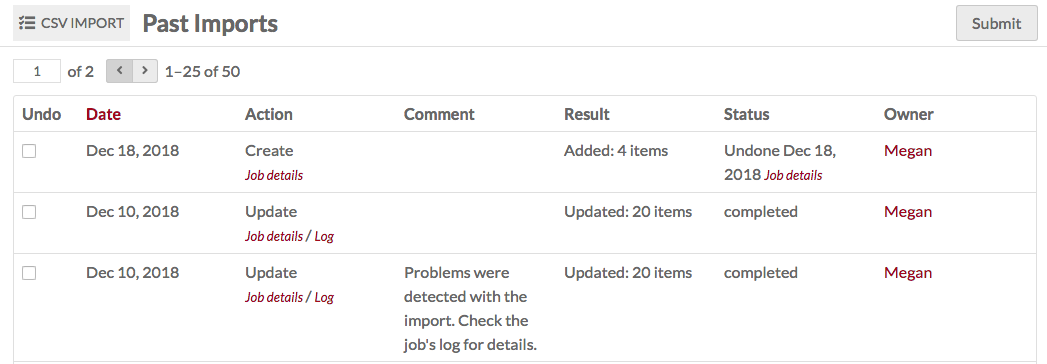 CSV IMPORT Past Imports Submit
1 of 2 1–25 of 50
Undo Date Action Comment Result Status Owner
Dec 18, 2018 Create Added: 4 items Undone Dec 18, Megan
Job details 2018 Job details
Dec 10, 2018 Update Updated: 20 items completed Megan
Job details / Log
Dec 10, 2018 Update Problems were Updated: 20 items completed Megan
Job details / Log detected with the
import. Check the
job's log for details.